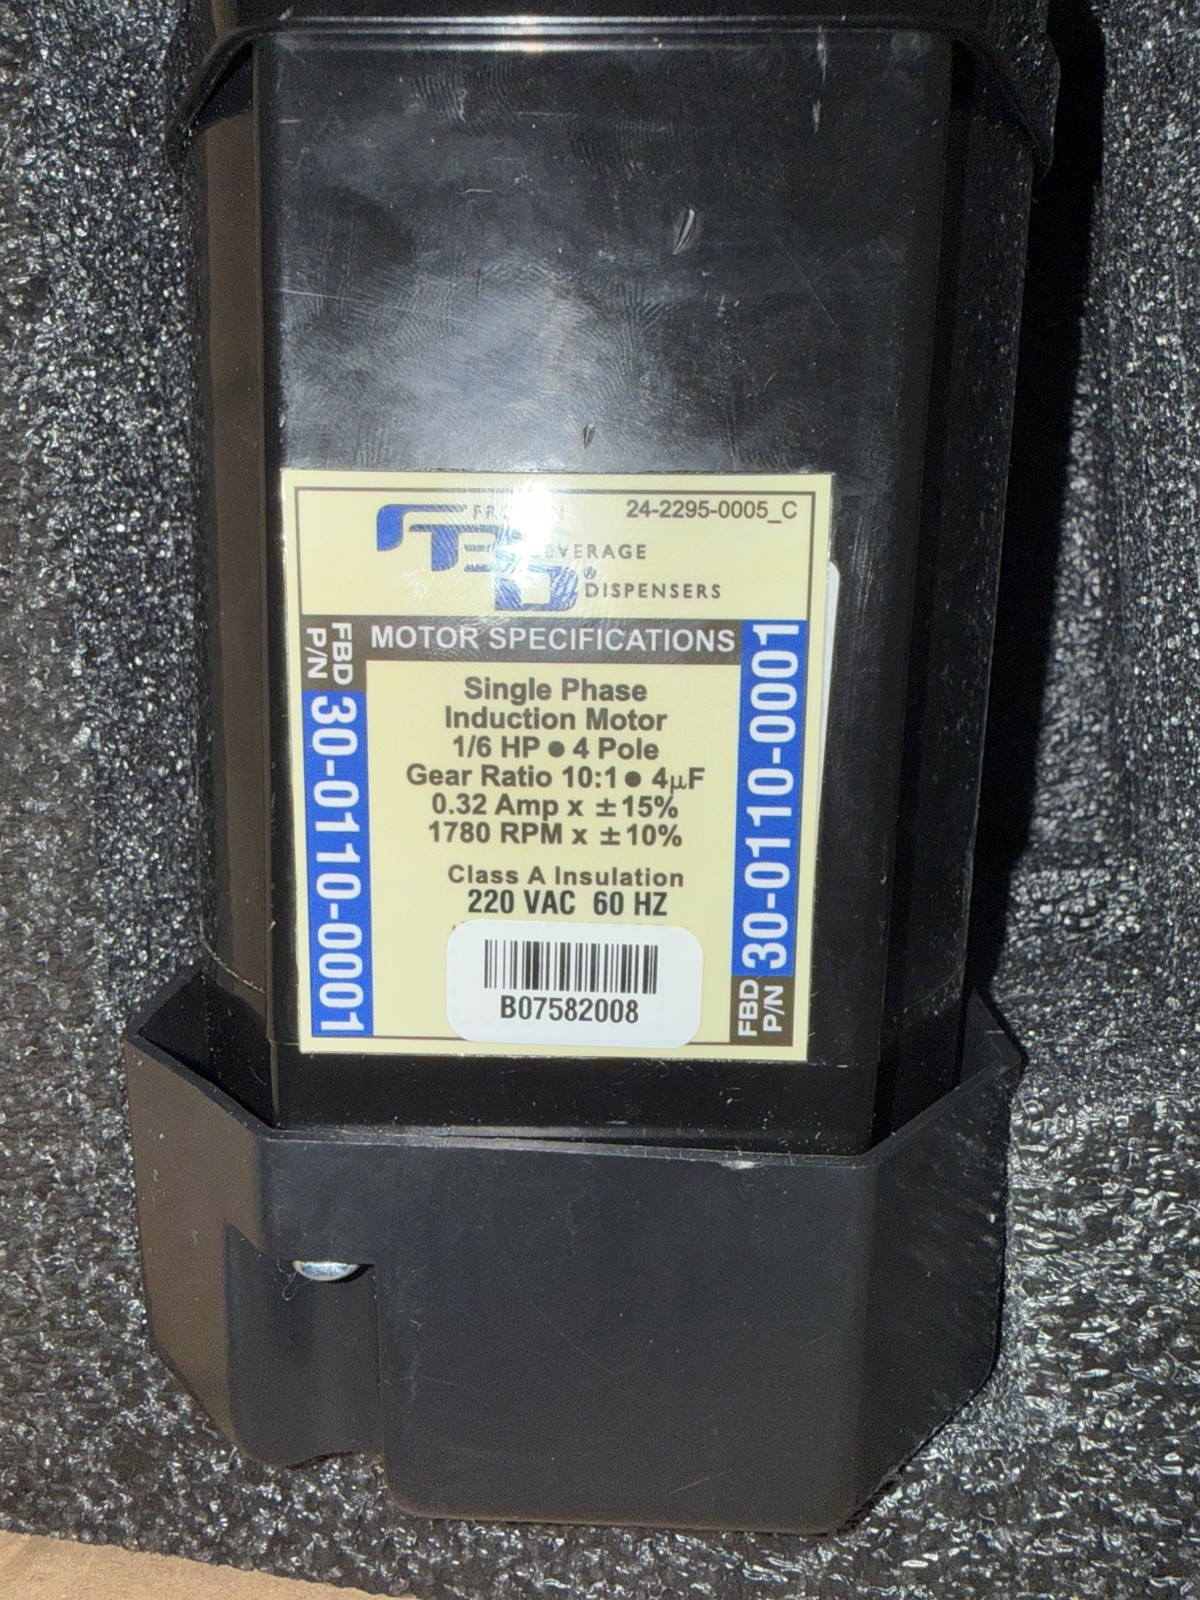 24-2295-0005_C
BEVERAGE
®
DISPENSERS
MOTOR SPECIFICATIONS
FBD
P/N
30-0110-0001
Single Phase
Induction Motor
1/6 HP ● 4 Pole
Gear Ratio 10:1 ● 4µF
0.32 Amp x ±15%
1780 RPM x ±10%
Class A Insulation
220 VAC 60 HZ
B07582008
FBD
P/N
30-0110-0001